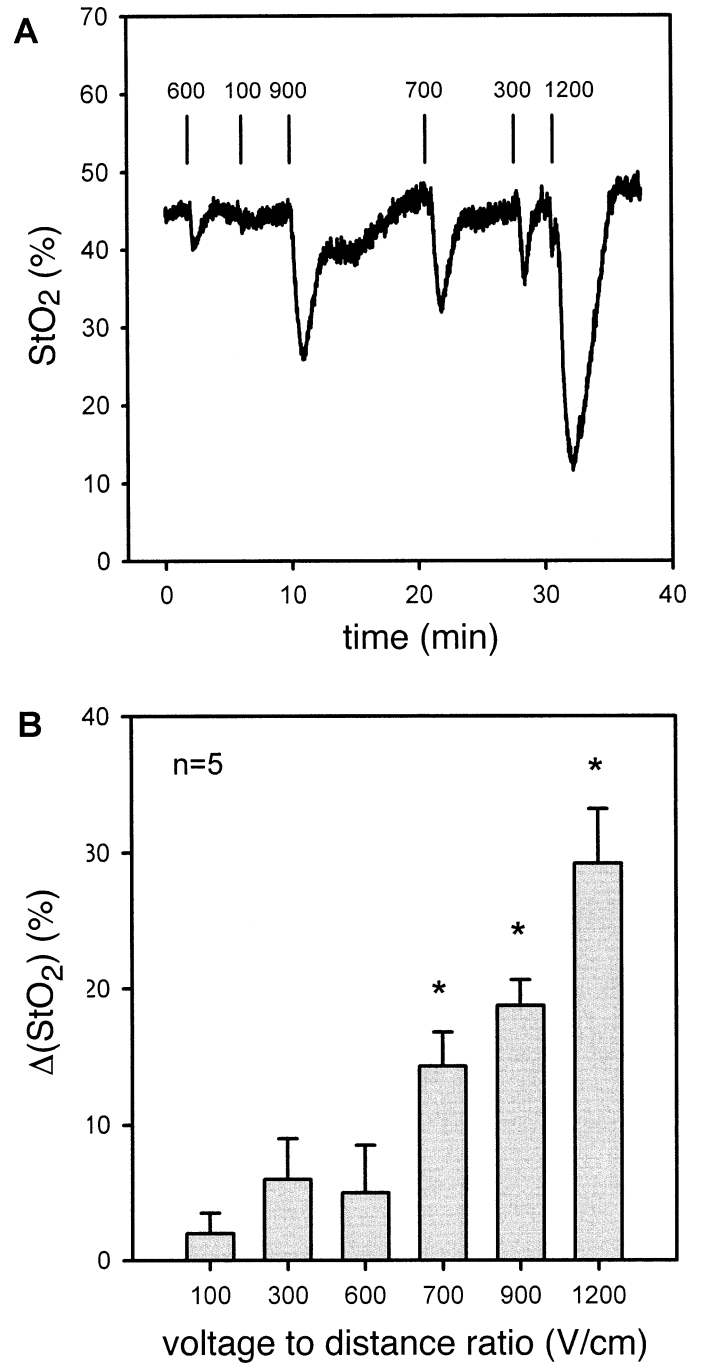 A
70
60
50
40
30
20
10
0
StO2 (%)
600 100 900 700 300 1200
0 10 20 30 40
time (min)
B
40
30
20
10
0
Δ(StO2) (%)
n=5
*
*
*
100 300 600 700 900 1200
voltage to distance ratio (V/cm)